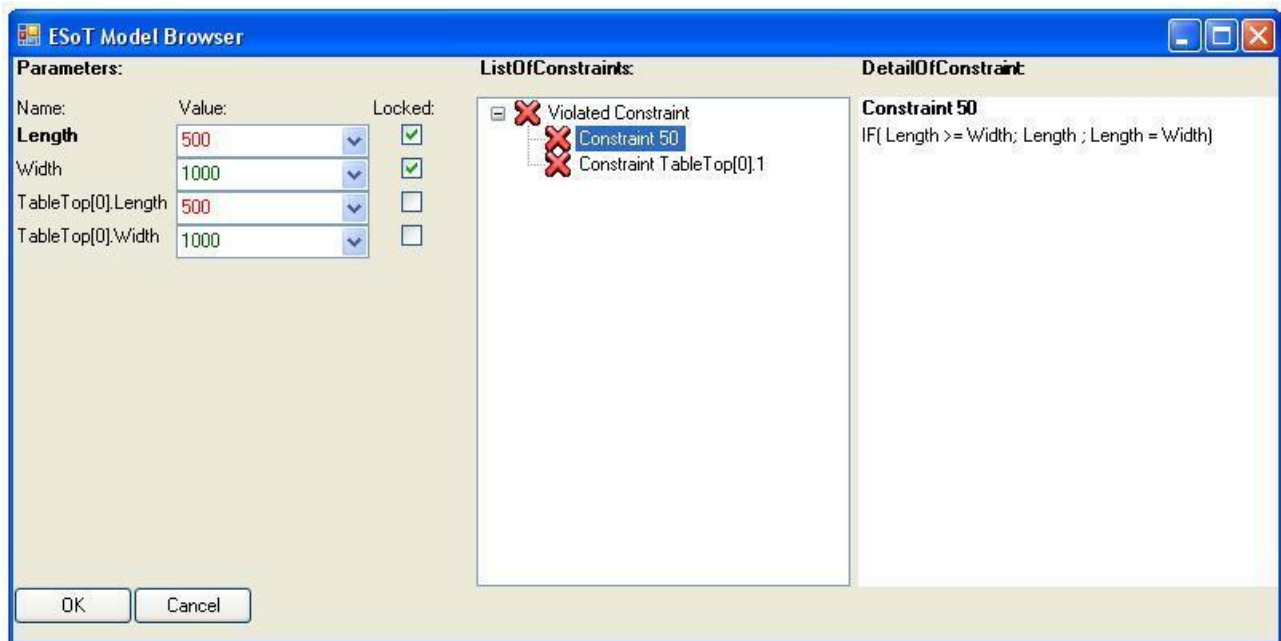 ESoT Model Browser
Parameters:
ListOfConstraints:
DetailOfConstraint:
Name: Value: Locked:
Length 500
Width 1000
TableTop[0].Length 500
TableTop[0].Width 1000
Violated Constraint
Constraint 50
Constraint TableTop[0].1
Constraint 50
IF( Length >= Width; Length ; Length = Width)
OK Cancel